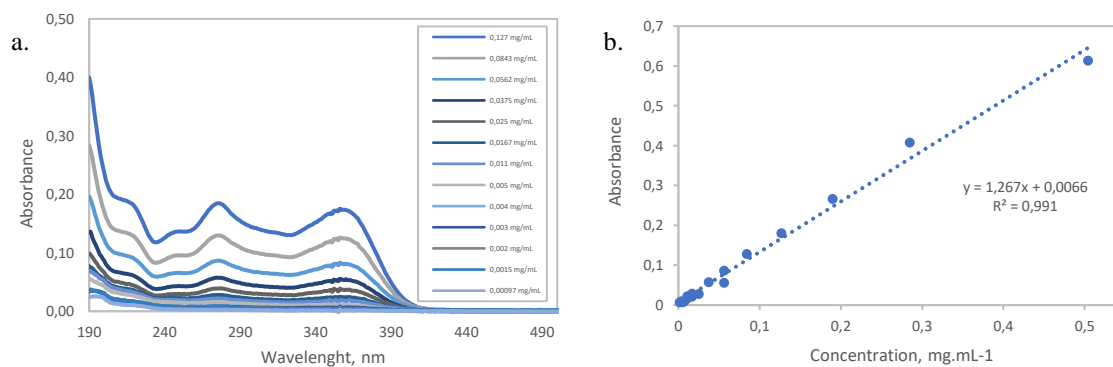 a.
0,50
0,40
0,30
0,20
0,10
0,00
Absorbance
190
240
290
340
390
440
490
Wavelenght, nm
0,127 mg/mL
0,0843 mg/mL
0,0562 mg/mL
0,0375 mg/mL
0,025 mg/mL
0,0167 mg/mL
0,011 mg/mL
0,005 mg/mL
0,004 mg/mL
0,003 mg/mL
0,002 mg/mL
0,0015 mg/mL
0,00097 mg/mL
b.
0,7
0,6
0,5
0,4
0,3
0,2
0,1
0
Absorbance
0
0,1
0,2
0,3
0,4
0,5
Concentration, mg.mL-1
y = 1,267x + 0,0066
R² = 0,991